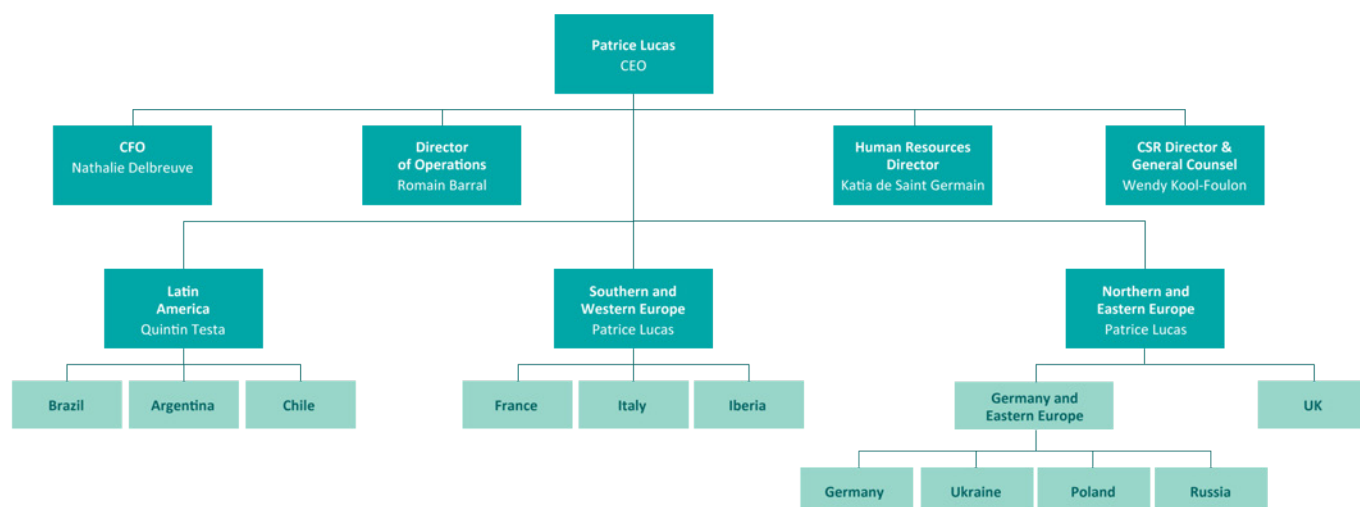 Patrice Lucas
CEO
CFO
Nathalie Delbreuve
Director
of Operations
Romain Barral
Human Resources
Director
Katia de Saint Germain
CSR Director &
General Counsel
Wendy Kool-Foulon
Latin
America
Quintin Testa
Southern and
Western Europe
Patrice Lucas
Northern and
Eastern Europe
Patrice Lucas
Brazil
Argentina
Chile
France
Italy
Iberia
Germany and
Eastern Europe
UK
Germany
Ukraine
Poland
Russia